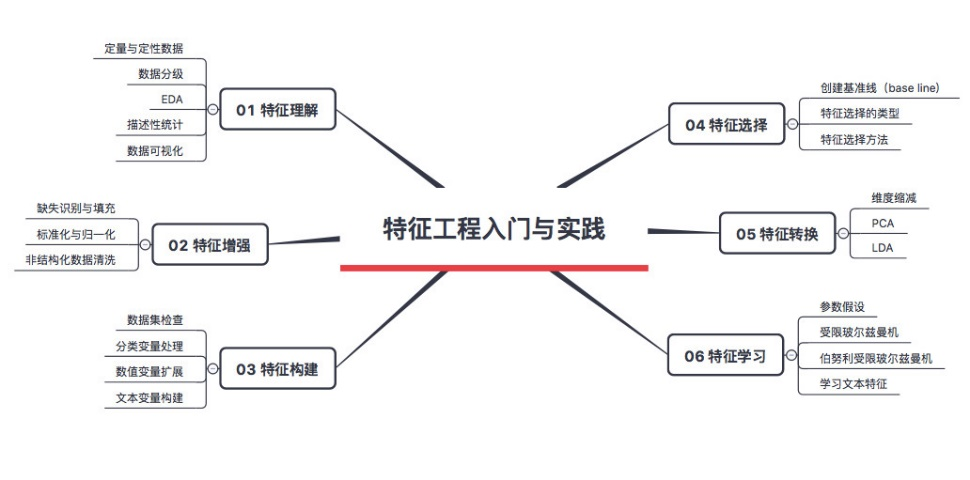 特征工程入门与实践
01 特征理解
定量与定性数据
数据分级
EDA
描述性统计
数据可视化
02 特征增强
缺失识别与填充
标准化与归一化
非结构化数据清洗
03 特征构建
数据集检查
分类变量处理
数值变量扩展
文本变量构建
04 特征选择
创建基准线（base line）
特征选择的类型
特征选择方法
05 特征转换
维度缩减
PCA
LDA
06 特征学习
参数假设
受限玻尔兹曼机
伯努利受限玻尔兹曼机
学习文本特征